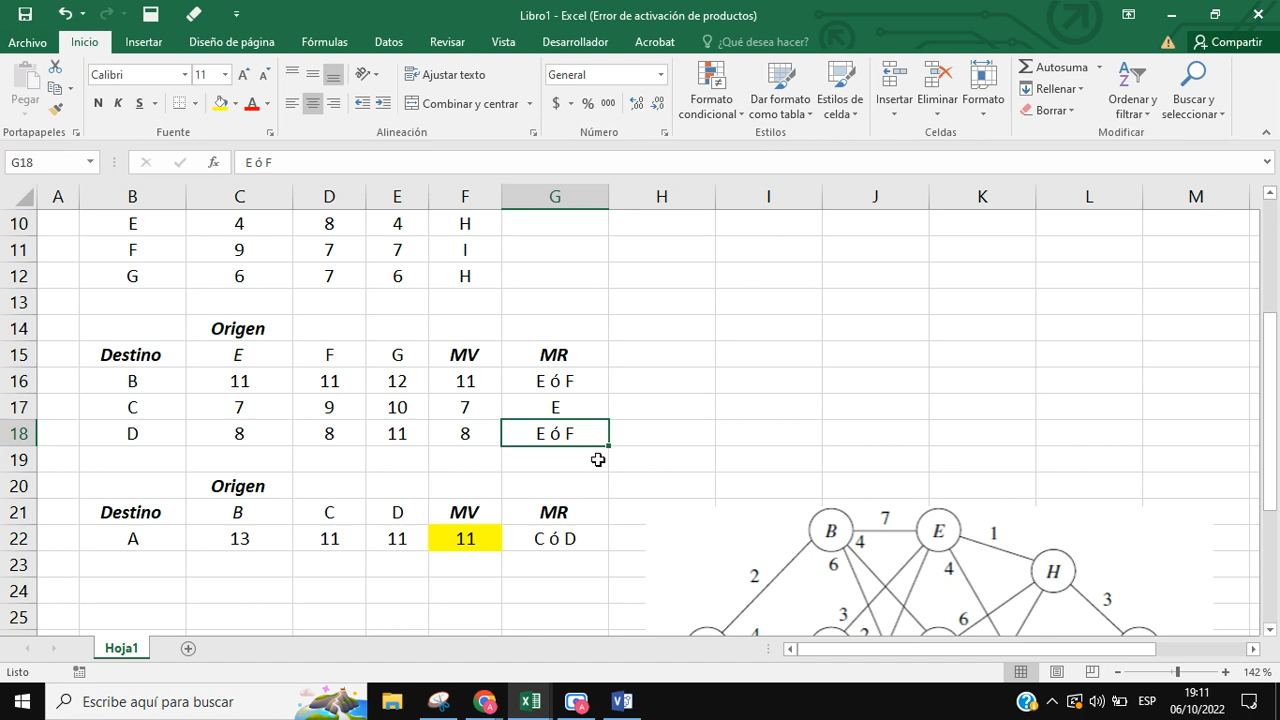 Libro1 - Excel (Error de activación de productos)
Archivo Inicio Insertar Diseño de página Fórmulas Datos Revisar Vista Desarrollador Acrobat ¿Qué desea hacer? Compartir
Pegar
Calibri 11
N K S
Ajustar texto
Combinar y centrar
General
$ % 000
Formato condicional
Dar formato como tabla
Estilos de celda
Insertar Eliminar Formato
Autosuma
Rellenar
Borrar
Ordenar y filtrar
Buscar y seleccionar
Portapapeles Fuente Alineación Número Estilos Celdas Modificar
G18 fx E ó F
A B C D E F G H I J K L M
10 E 4 8 4 H
11 F 9 7 7 I
12 G 6 7 6 H
13
14 Origen
15 Destino E F G MV MR
16 B 11 11 12 11 E ó F
17 C 7 9 10 7 E
18 D 8 8 11 8 E ó F
19
20 Origen
21 Destino B C D MV MR
22 A 13 11 11 11 C ó D
23
24
25
B 7 E
4 1
6 4 H
2
3 6 3
4 2
Hoja1
Listo 142 %
Escribe aquí para buscar
ESP
19:11
06/10/2022